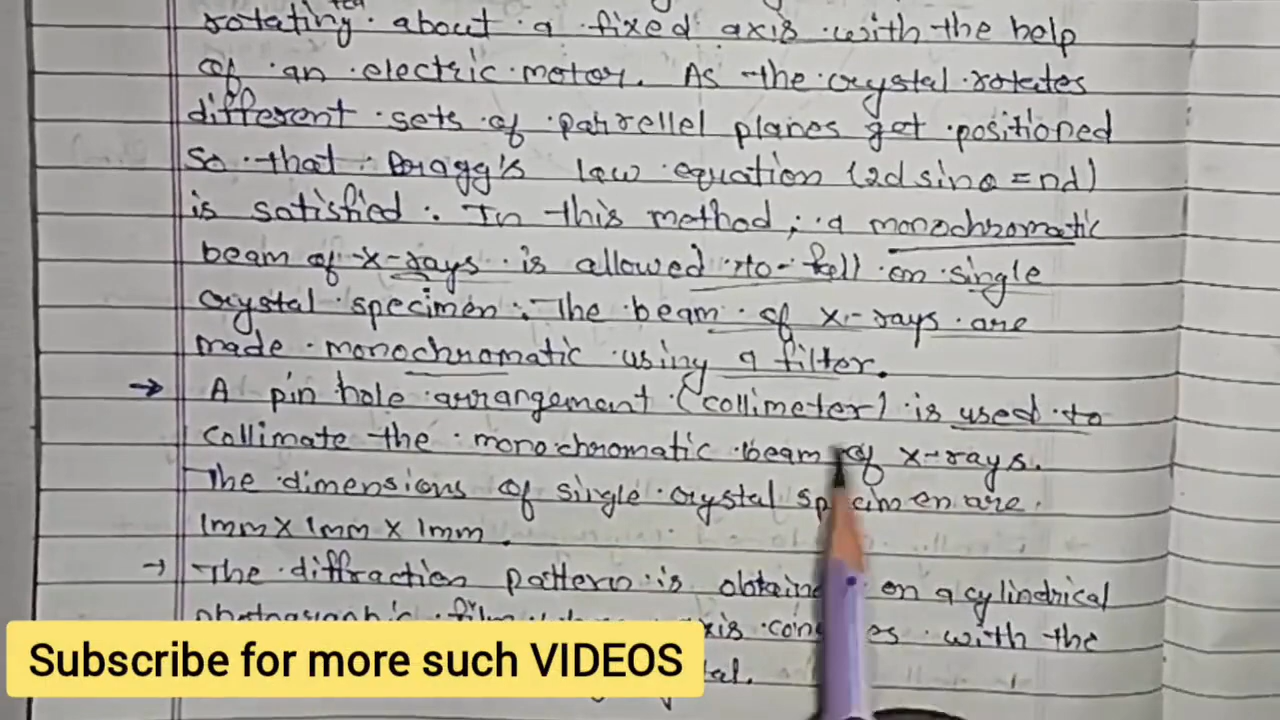 rotating about a fixed axis with the help
of an electric motor. As the crystal rotates
different sets of parrellel planes get positioned
so that Bragg's law equation (2d sinθ = nd)
is satisfied. In this method, a monochromatic
beam of x-rays is allowed to fall on single
crystal specimen. The beam of x-rays are
made monochromatic using a filter.
→ A pin hole arrangement (collimeter) is used to
collimate the monochromatic beam of x-rays.
The dimensions of single crystal specimen are
1mm x 1mm x 1mm.
→ The diffraction pattern is obtained on a cylindrical
with the
Subscribe for more such VIDEOS